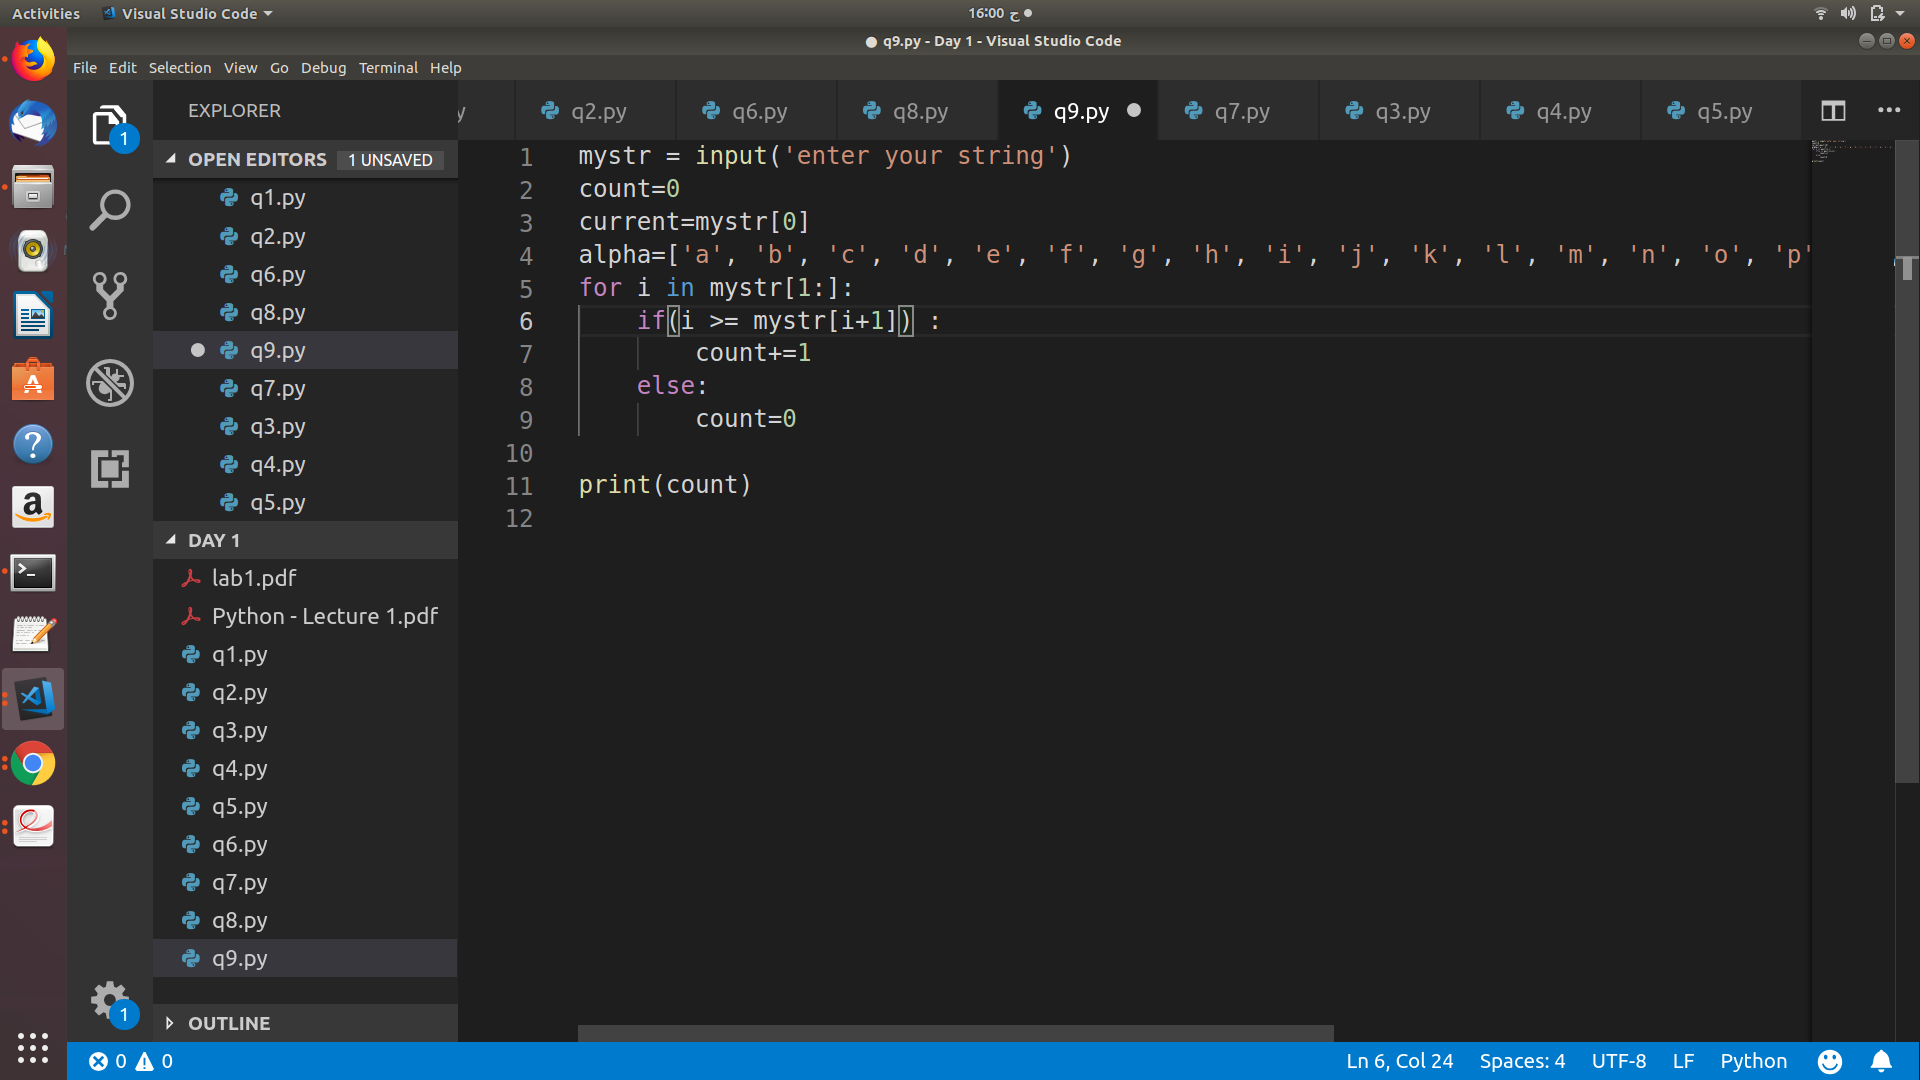 Activities Visual Studio Code 16:00 ح
q9.py - Day 1 - Visual Studio Code
File Edit Selection View Go Debug Terminal Help
EXPLORER
y q2.py q6.py q8.py q9.py q7.py q3.py q4.py q5.py
OPEN EDITORS 1 UNSAVED
q1.py
q2.py
q6.py
q8.py
q9.py
q7.py
q3.py
q4.py
q5.py
DAY 1
lab1.pdf
Python - Lecture 1.pdf
q1.py
q2.py
q3.py
q4.py
q5.py
q6.py
q7.py
q8.py
q9.py
OUTLINE
1 mystr = input('enter your string')
2 count=0
3 current=mystr[0]
4 alpha=['a', 'b', 'c', 'd', 'e', 'f', 'g', 'h', 'i', 'j', 'k', 'l', 'm', 'n', 'o', 'p'
5 for i in mystr[1:]:
6 if(i >= mystr[i+1]) :
7 count+=1
8 else:
9 count=0
10
11 print(count)
12
1
1
0 0 Ln 6, Col 24 Spaces: 4 UTF-8 LF Python